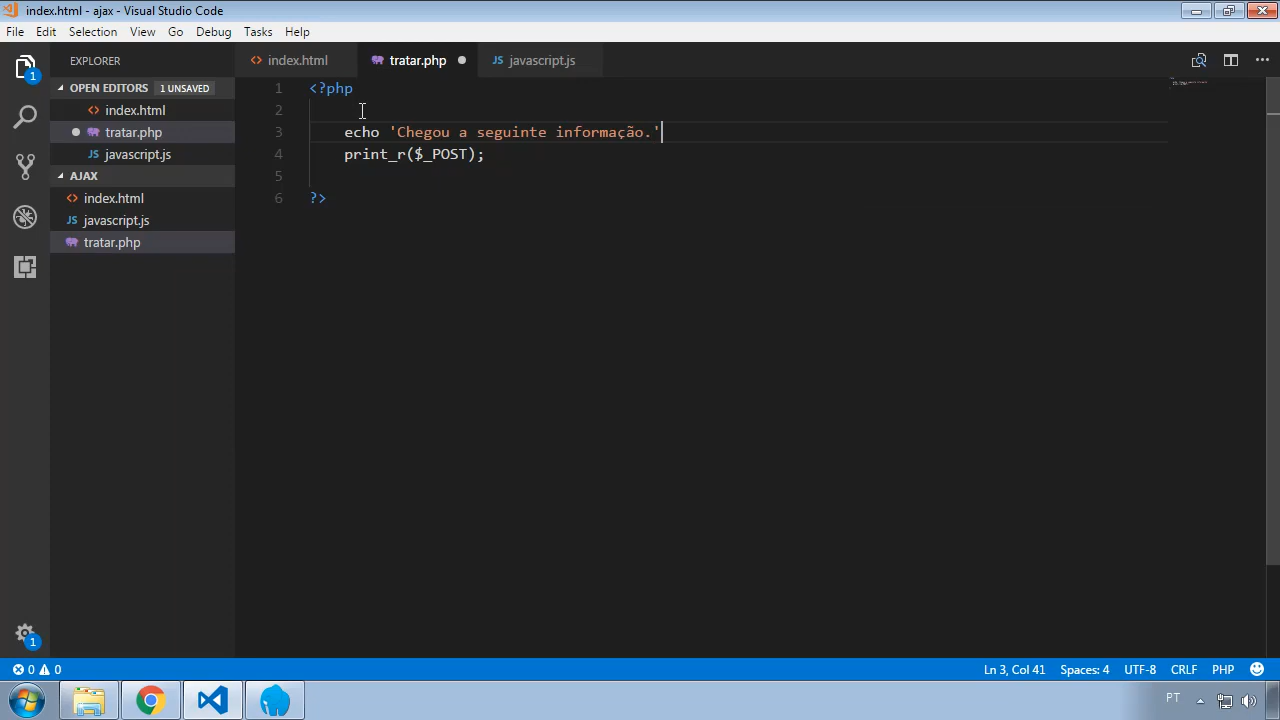 index.html - ajax - Visual Studio Code
File Edit Selection View Go Debug Tasks Help
EXPLORER
OPEN EDITORS 1 UNSAVED
index.html
tratar.php
javascript.js
AJAX
index.html
javascript.js
tratar.php
1
1
index.html tratar.php JS javascript.js
1 <?php
2
3 echo 'Chegou a seguinte informação.'
4 print_r($_POST);
5
6 ?>
0 0 Ln 3, Col 41 Spaces: 4 UTF-8 CRLF PHP
PT